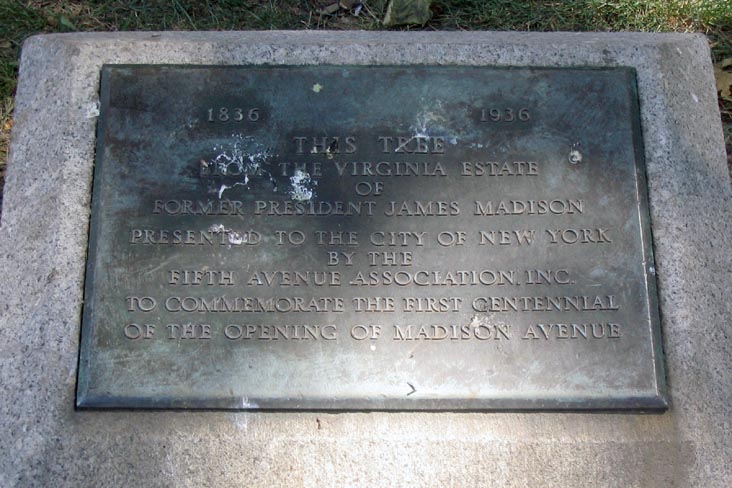 1836 1936
THIS TREE
FROM THE VIRGINIA ESTATE
OF
FORMER PRESIDENT JAMES MADISON
PRESENTED TO THE CITY OF NEW YORK
BY THE
FIFTH AVENUE ASSOCIATION, INC.
TO COMMEMORATE THE FIRST CENTENNIAL
OF THE OPENING OF MADISON AVENUE